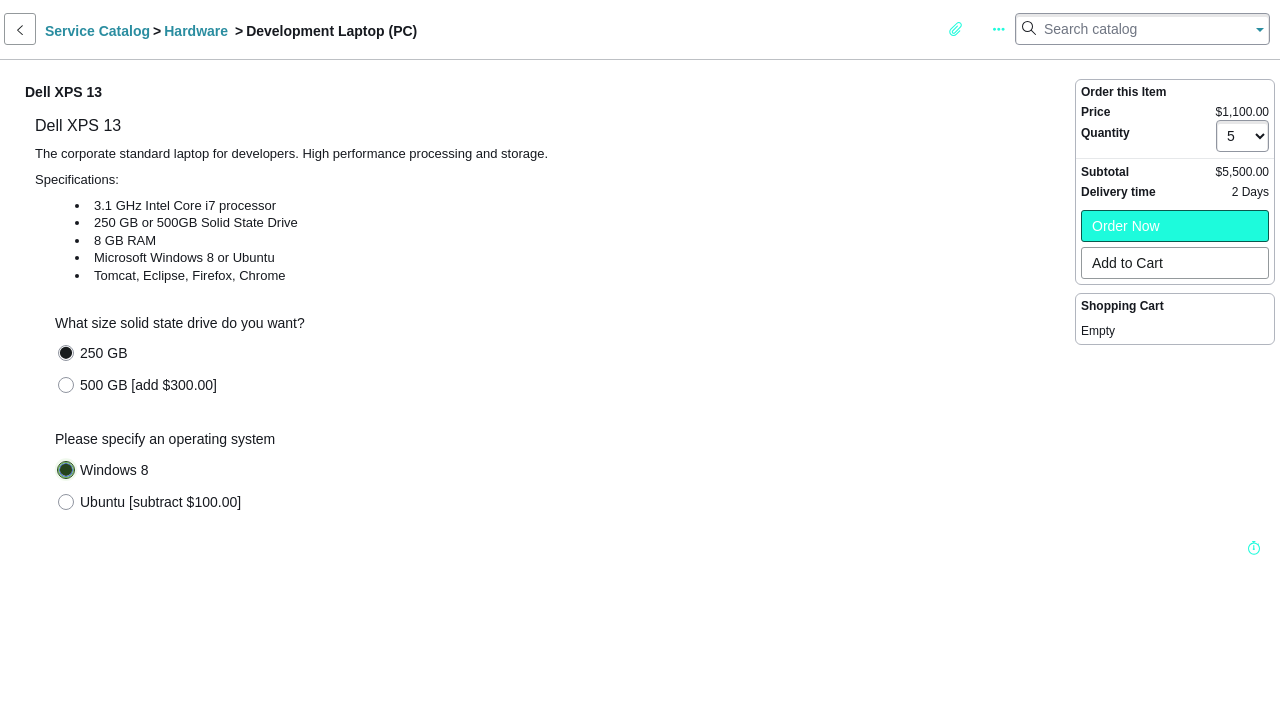 Service Catalog > Hardware > Development Laptop (PC)
Search catalog
Dell XPS 13
Dell XPS 13
The corporate standard laptop for developers. High performance processing and storage.
Specifications:
3.1 GHz Intel Core i7 processor
250 GB or 500GB Solid State Drive
8 GB RAM
Microsoft Windows 8 or Ubuntu
Tomcat, Eclipse, Firefox, Chrome
What size solid state drive do you want?
250 GB
500 GB [add $300.00]
Please specify an operating system
Windows 8
Ubuntu [subtract $100.00]
Order this Item
Price $1,100.00
Quantity 5
Subtotal $5,500.00
Delivery time 2 Days
Order Now
Add to Cart
Shopping Cart
Empty